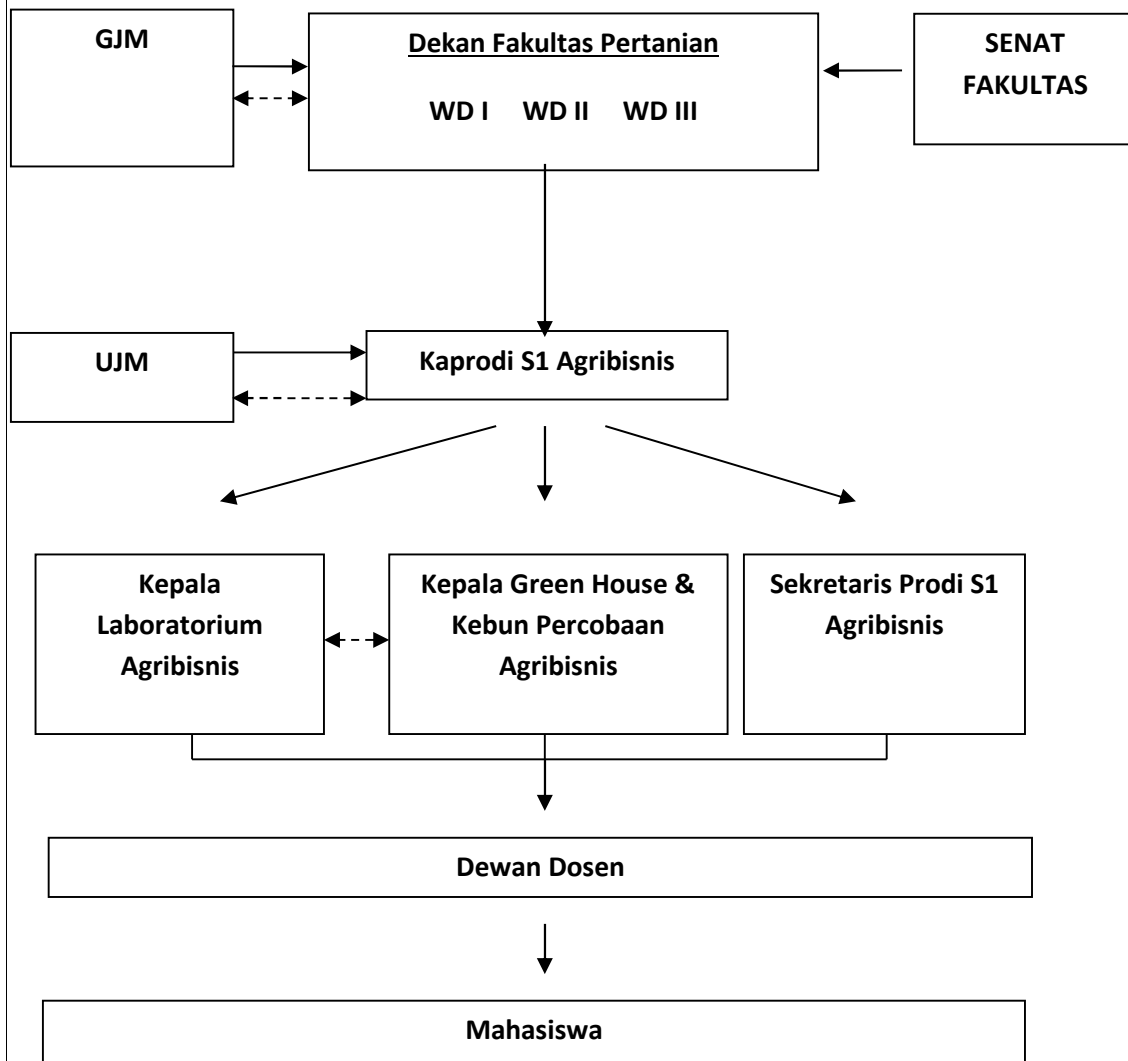 GJM
Dekan Fakultas Pertanian
WD I WD II WD III
SENAT
FAKULTAS
UJM
Kaprodi S1 Agribisnis
Kepala
Laboratorium
Agribisnis
Kepala Green House &
Kebun Percobaan
Agribisnis
Sekretaris Prodi S1
Agribisnis
Dewan Dosen
Mahasiswa